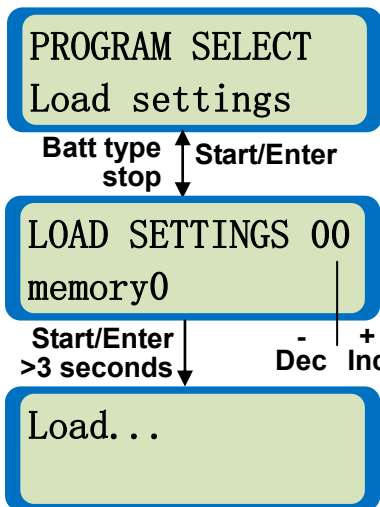 PROGRAM SELECT
Load settings
Batt type
stop
Start/Enter
LOAD SETTINGS 00
memory0
Start/Enter
>3 seconds
- +
Dec Inc
Load...